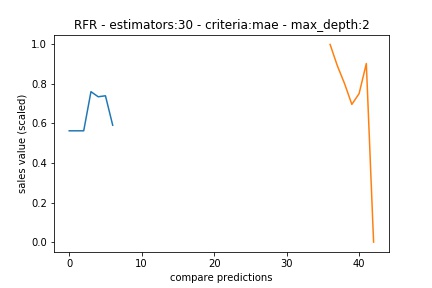 RFR - estimators:30 - criteria:mae - max_depth:2
1.0
0.8
0.6
0.4
0.2
0.0
sales value (scaled)
0 10 20 30 40
compare predictions